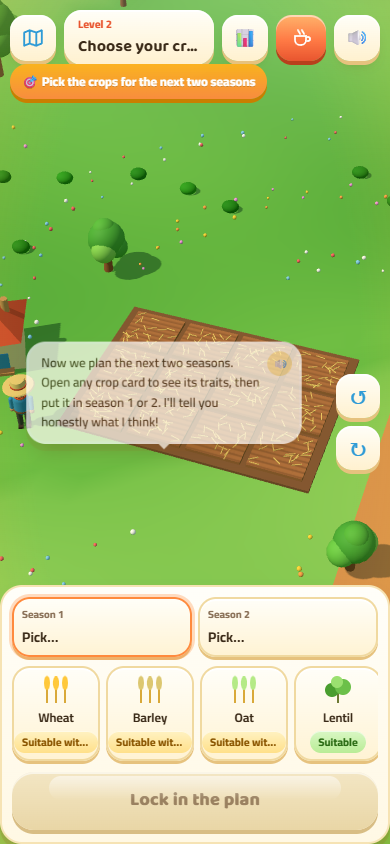 Level 2
Choose your cr...
Pick the crops for the next two seasons
Now we plan the next two seasons.
Open any crop card to see its traits, then
put it in season 1 or 2. I'll tell you
honestly what I think!
Season 1
Pick...
Season 2
Pick...
Wheat
Suitable wit...
Barley
Suitable wit...
Oat
Suitable wit...
Lentil
Suitable
Lock in the plan